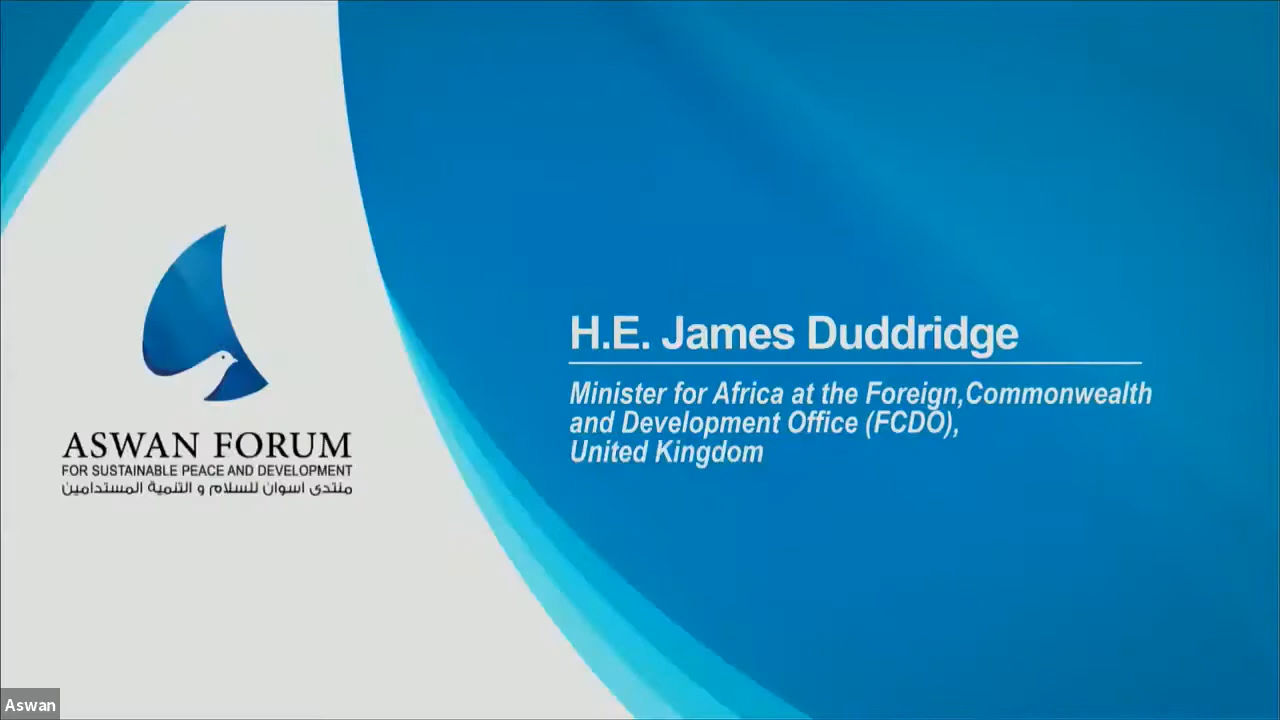 H.E. James Duddridge
Minister for Africa at the Foreign,Commonwealth
and Development Office (FCDO),
United Kingdom
ASWAN FORUM
FOR SUSTAINABLE PEACE AND DEVELOPMENT
منتدى اسوان للسلام و التنمية المستدامين
Aswan